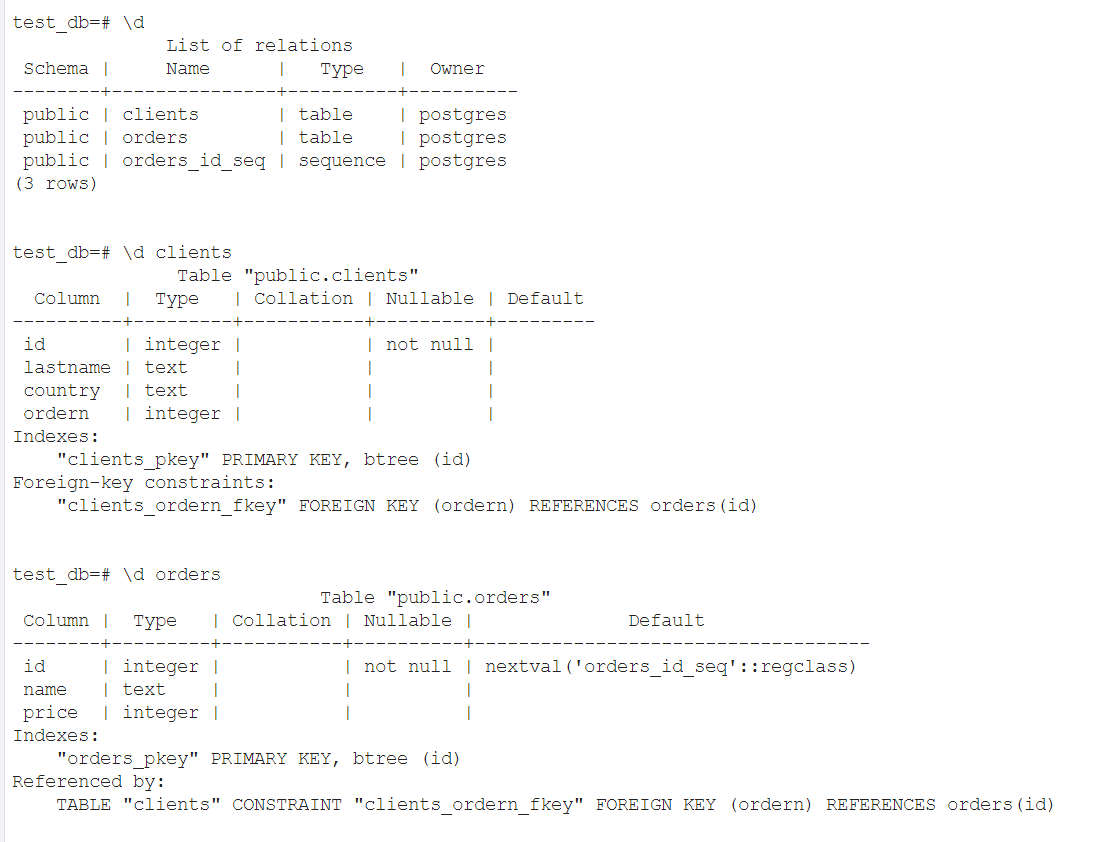 test_db=# \d
             List of relations
 Schema |     Name      |   Type   |  Owner
--------+---------------+----------+----------
 public | clients       | table    | postgres
 public | orders        | table    | postgres
 public | orders_id_seq | sequence | postgres
(3 rows)
test_db=# \d clients
               Table "public.clients"
  Column  |  Type   | Collation | Nullable | Default
----------+---------+-----------+----------+---------
 id       | integer |           | not null |
 lastname | text    |           |          |
 country  | text    |           |          |
 ordern   | integer |           |          |
Indexes:
    "clients_pkey" PRIMARY KEY, btree (id)
Foreign-key constraints:
    "clients_ordern_fkey" FOREIGN KEY (ordern) REFERENCES orders(id)
test_db=# \d orders
                            Table "public.orders"
 Column |  Type   | Collation | Nullable |              Default
--------+---------+-----------+----------+------------------------------------
 id     | integer |           | not null | nextval('orders_id_seq'::regclass)
 name   | text    |           |          |
 price  | integer |           |          |
Indexes:
    "orders_pkey" PRIMARY KEY, btree (id)
Referenced by:
    TABLE "clients" CONSTRAINT "clients_ordern_fkey" FOREIGN KEY (ordern) REFERENCES orders(id)